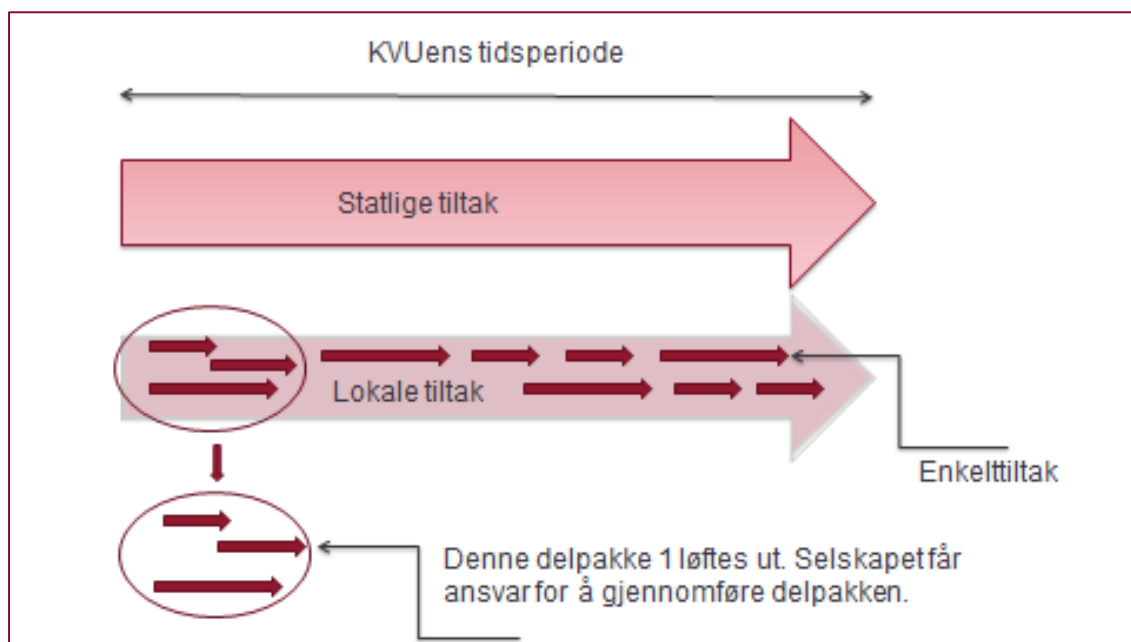 KVUens tidsperiode
Statlige tiltak
Lokale tiltak
Enkelttiltak
Denne delpakke 1 løftes ut. Selskapet får
ansvar for å gjennomføre delpakken.